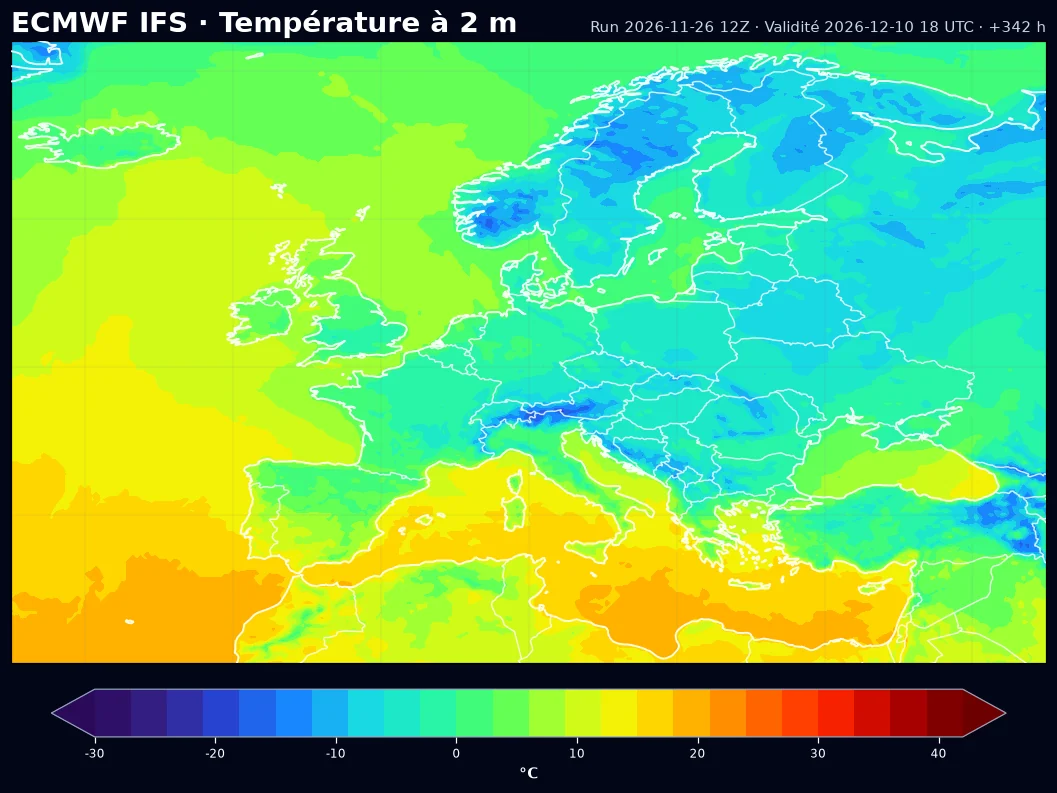 ECMWF IFS · Température à 2 m
Run 2026-11-26 12Z · Validité 2026-12-10 18 UTC · +342 h
-30 -20 -10 0 10 20 30 40
°C